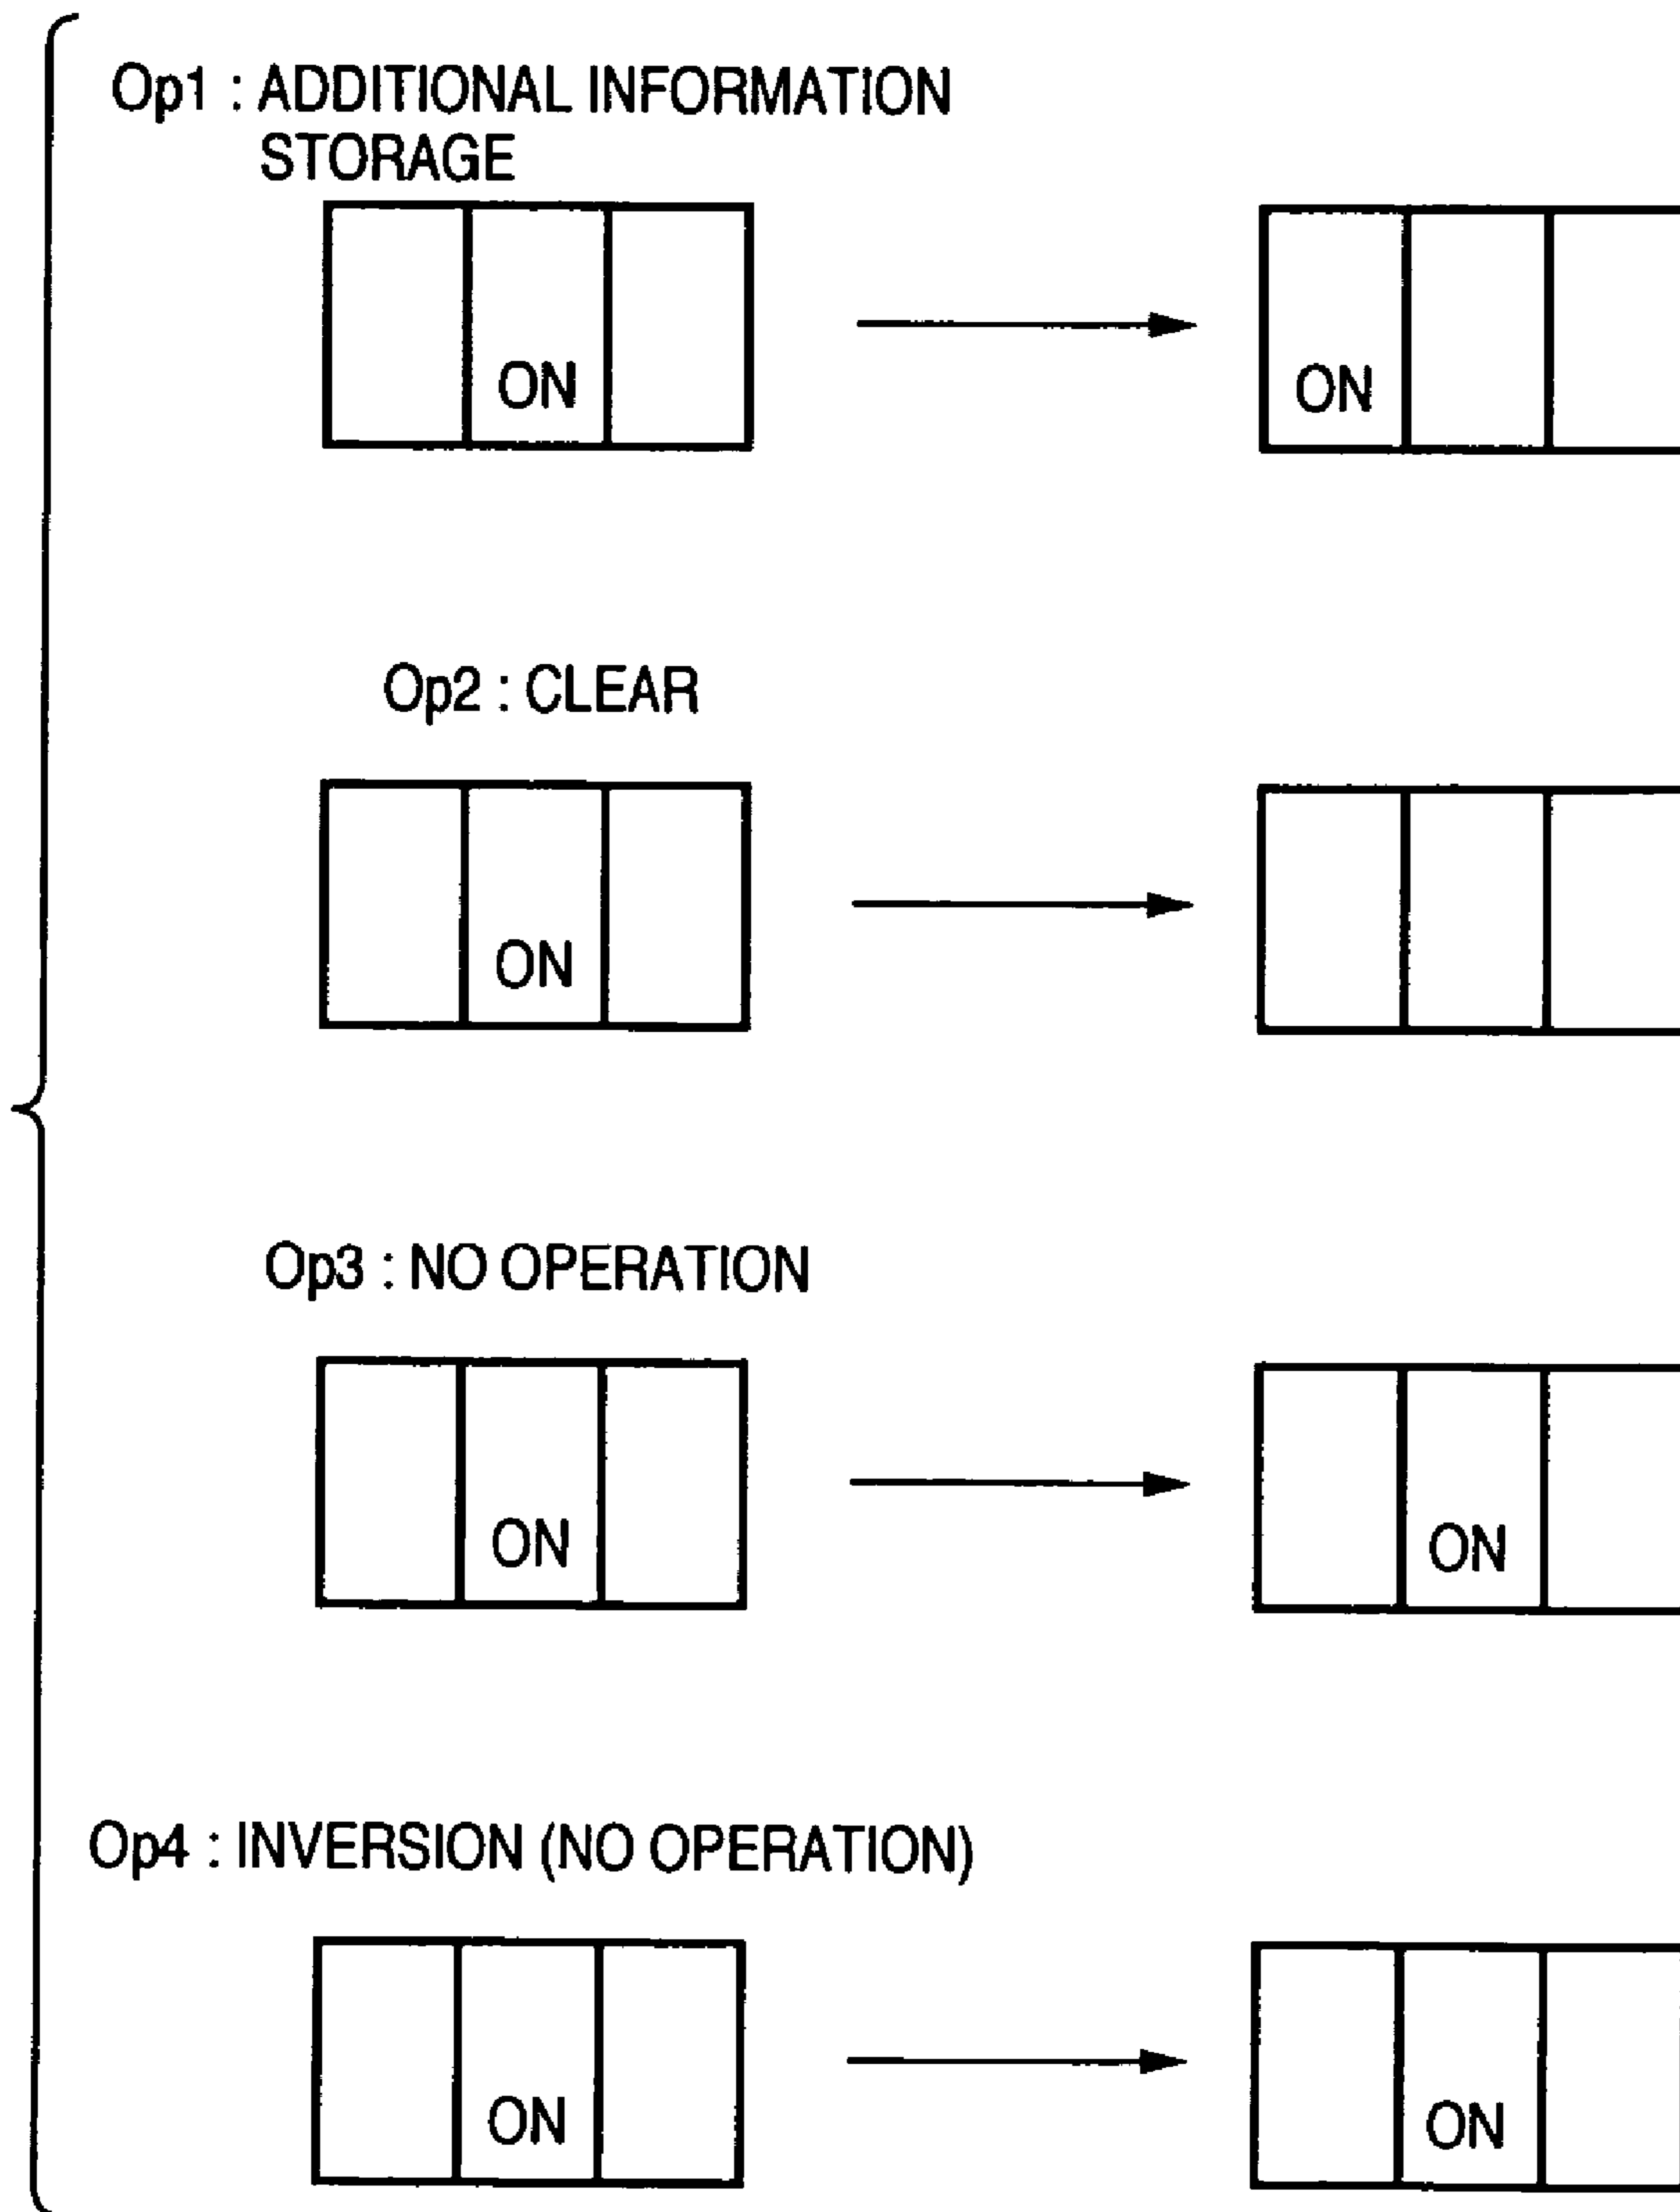 Op1 : ADDITIONAL INFORMATION
STORAGE
ON
ON
Op2 : CLEAR
ON
Op3 : NO OPERATION
ON
ON
Op4 : INVERSION (NO OPERATION)
ON
ON